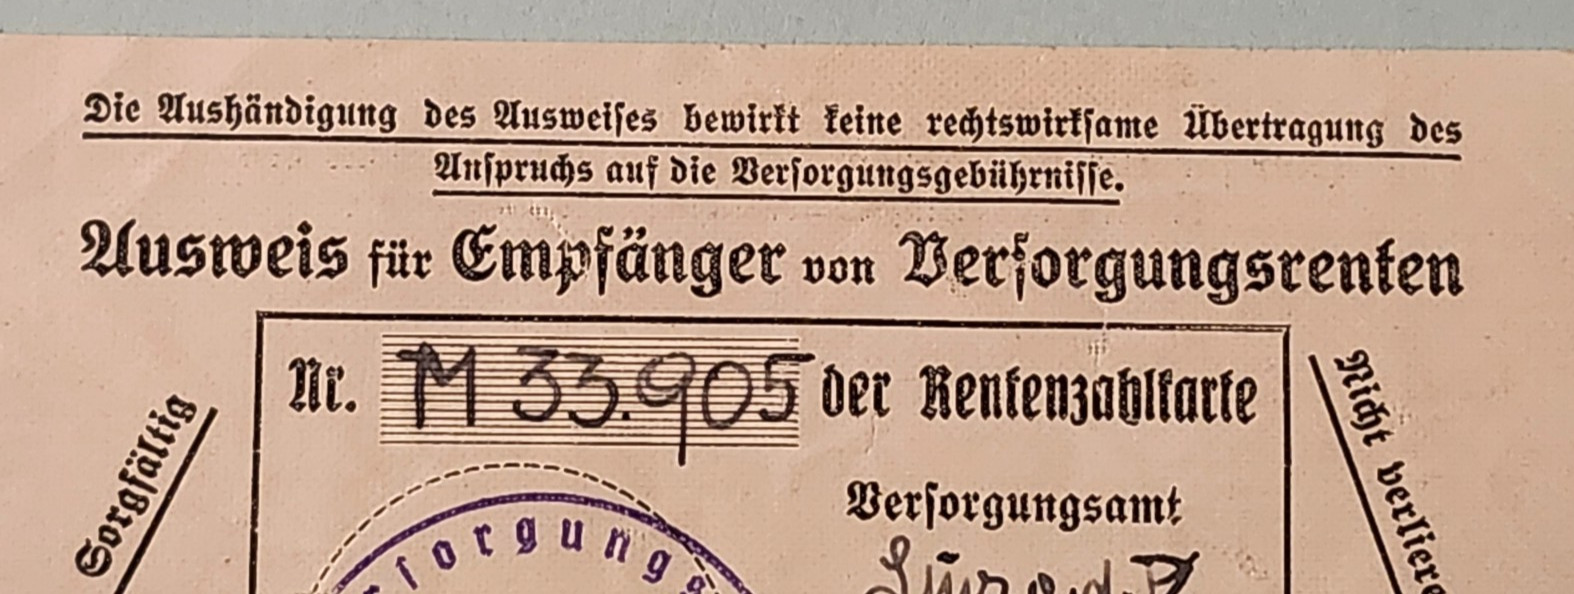 Die Aushändigung des Ausweises bewirkt keine rechtswirksame Übertragung des
Anspruchs auf die Versorgungsgebührnisse.
Ausweis für Empfänger von Versorgungsrenten
Nr. M 33.905 der Rentenzahlkarte
Sorgfältig
Nicht
Versorgungsamt